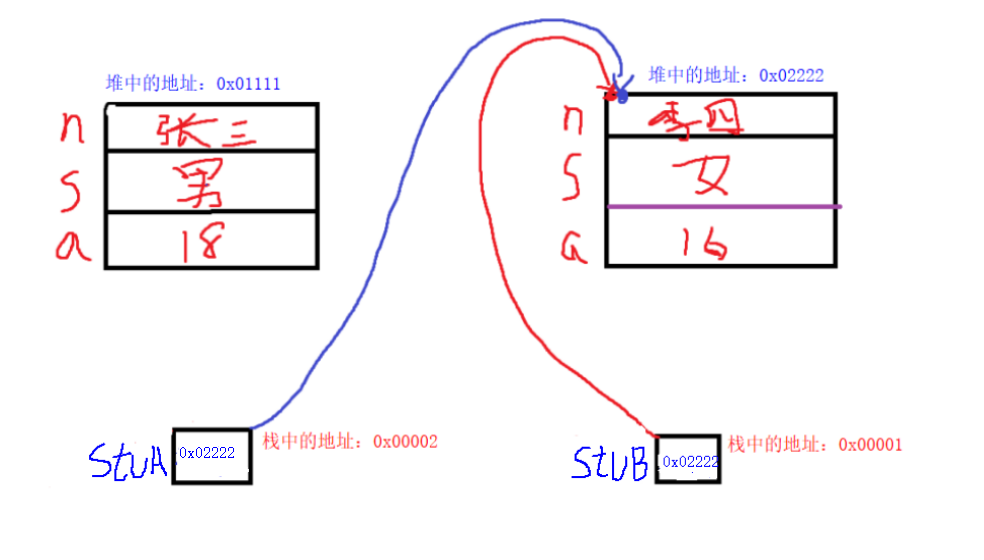 堆中的地址：0x01111
n 张三
s 男
a 18
堆中的地址：0x02222
n 李四
s 女
a 16
stuA 0x02222 栈中的地址：0x00002
stuB 0x02222 栈中的地址：0x00001